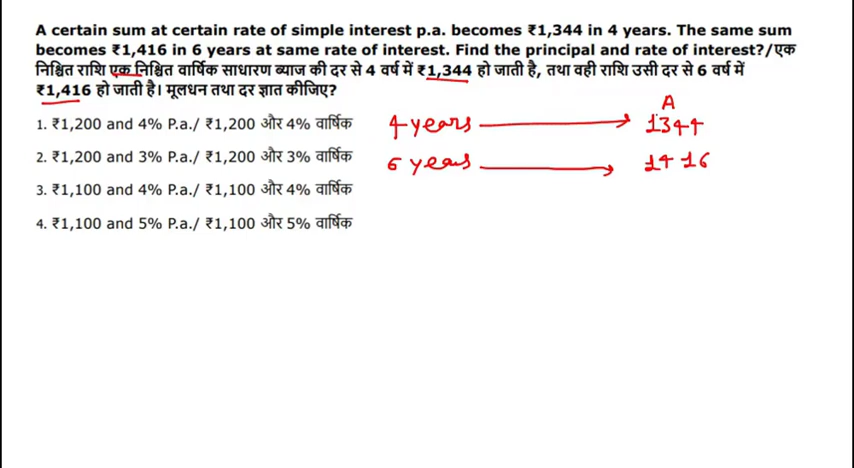 A certain sum at certain rate of simple interest p.a. becomes ₹1,344 in 4 years. The same sum
becomes ₹1,416 in 6 years at same rate of interest. Find the principal and rate of interest?/एक
निश्चित राशि एक निश्चित वार्षिक साधारण ब्याज की दर से 4 वर्ष में ₹1,344 हो जाती है, तथा वही राशि उसी दर से 6 वर्ष में
₹1,416 हो जाती है। मूलधन तथा दर ज्ञात कीजिए?
A
1. ₹1,200 and 4% P.a./ ₹1,200 और 4% वार्षिक 4 years 1344
2. ₹1,200 and 3% P.a./ ₹1,200 और 3% वार्षिक 6 years 1416
3. ₹1,100 and 4% P.a./ ₹1,100 और 4% वार्षिक
4. ₹1,100 and 5% P.a./ ₹1,100 और 5% वार्षिक